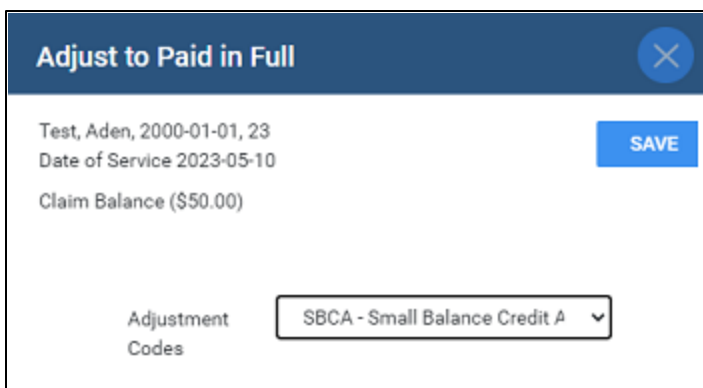 Adjust to Paid in Full
Test, Aden, 2000-01-01, 23
SAVE
Date of Service 2023-05-10
Claim Balance ($50.00)
Adjustment
Codes
SBCA - Small Balance Credit A